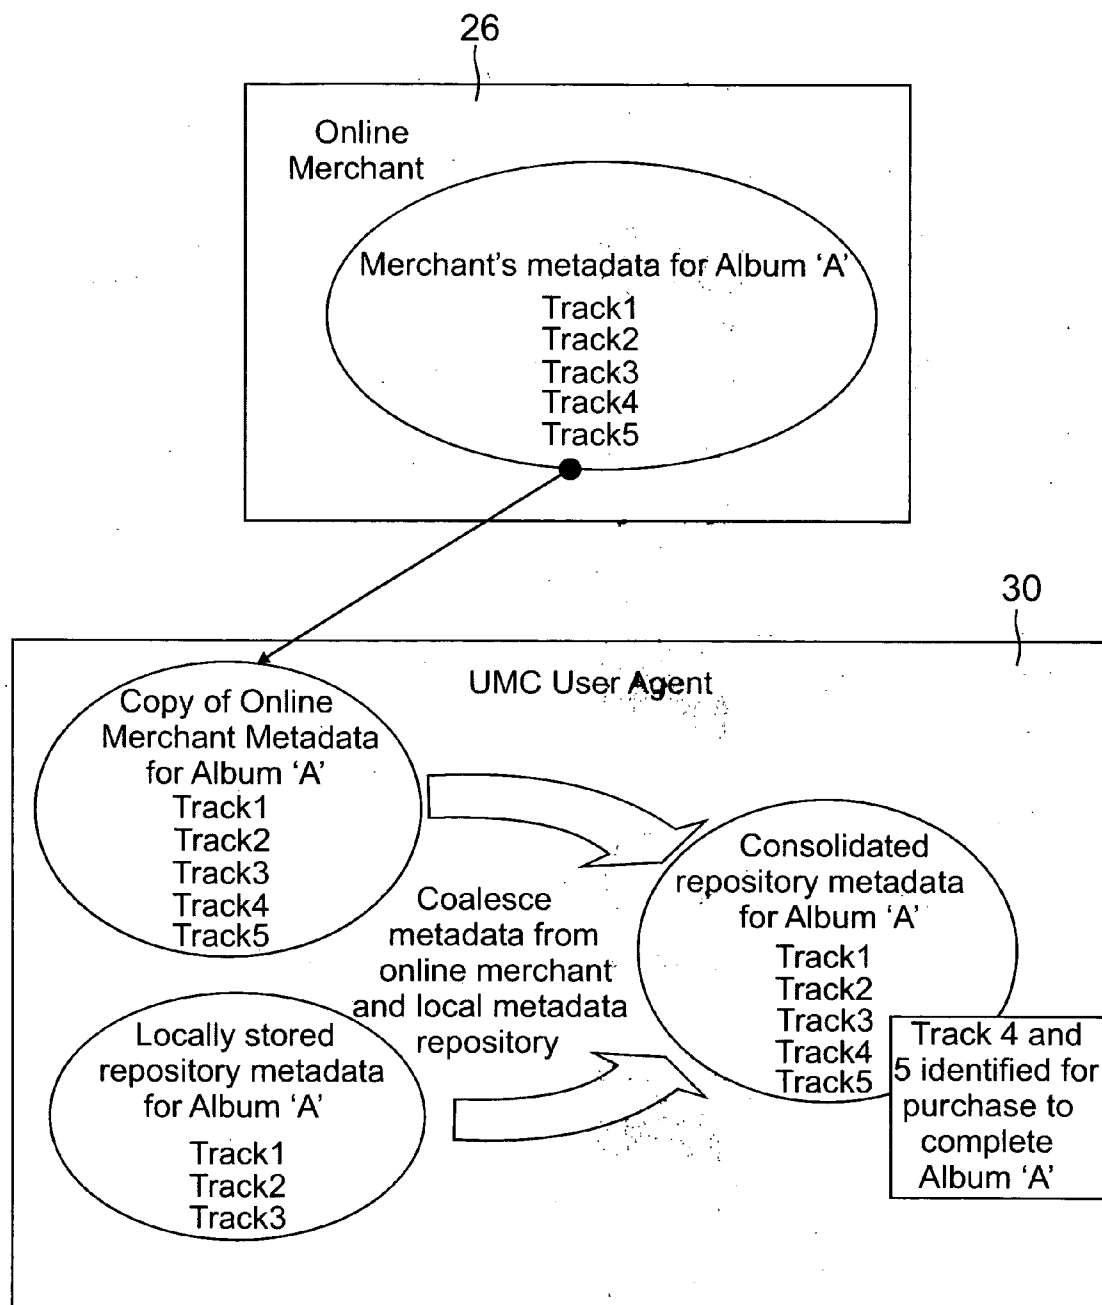 26
Online
Merchant
Merchant's metadata for Album 'A'
Track1
Track2
Track3
Track4
Track5
30
UMC User Agent
Copy of Online
Merchant Metadata
for Album 'A'
Track1
Track2
Track3
Track4
Track5
Coalesce
metadata from
online merchant
and local metadata
repository
Locally stored
repository metadata
for Album 'A'
Track1
Track2
Track3
Consolidated
repository metadata
for Album 'A'
Track1
Track2
Track3
Track4
Track5
Track 4 and
5 identified for
purchase to
complete
Album 'A'